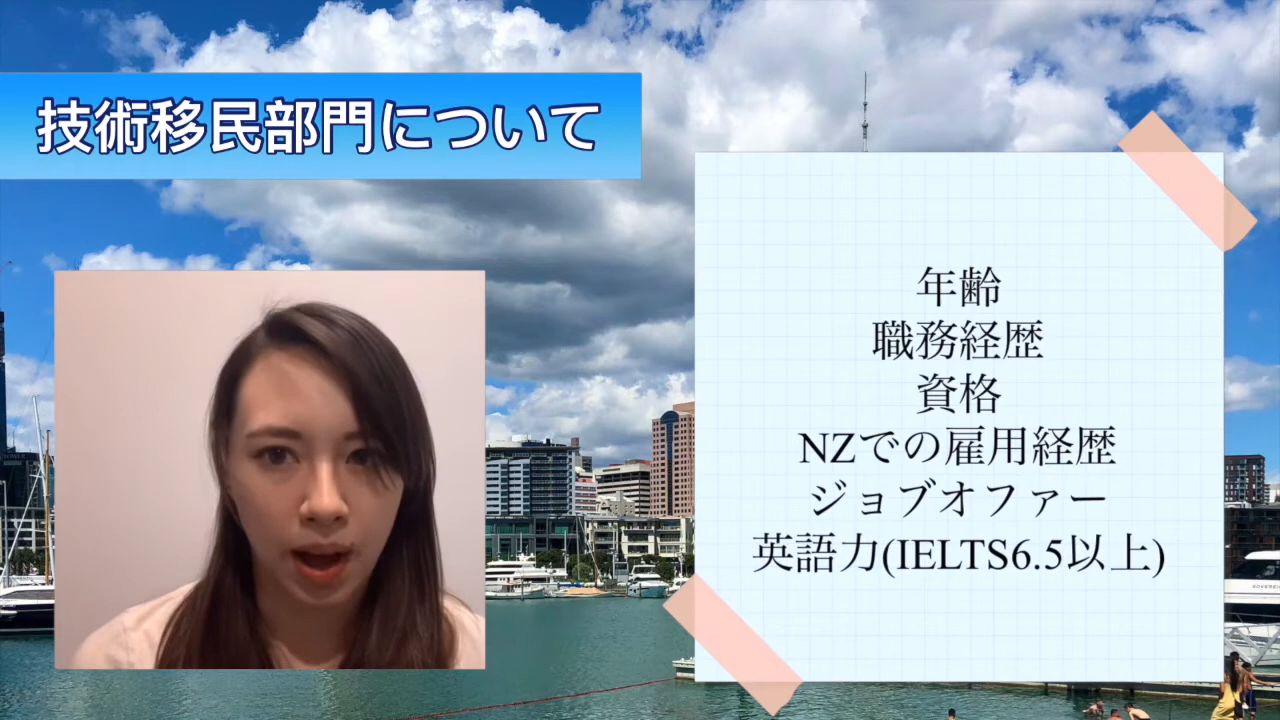 技術移民部門について
年齢
職務経歴
資格
NZでの雇用経歴
ジョブオファー
英語力(IELTS6.5以上)